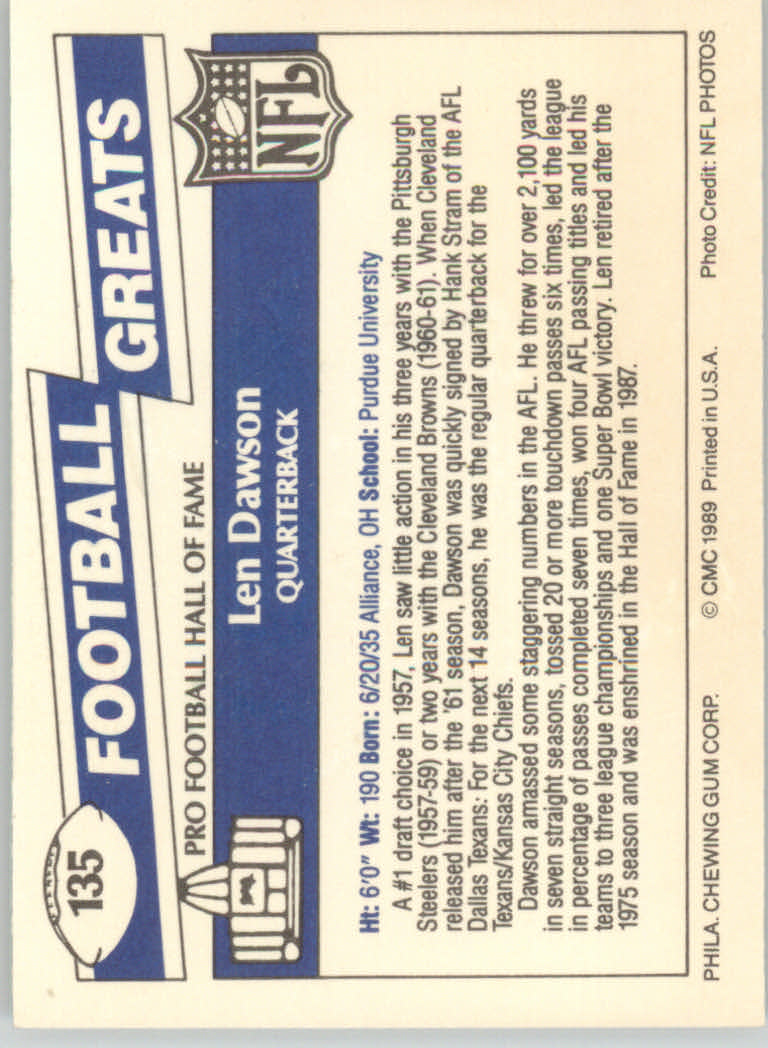 135
FOOTBALL GREATS
PRO FOOTBALL HALL OF FAME
Len Dawson
QUARTERBACK
NFL
Ht: 6'0" Wt: 190 Born: 6/20/35 Alliance, OH School: Purdue University
A #1 draft choice in 1957, Len saw little action in his three years with the Pittsburgh
Steelers (1957-59) or two years with the Cleveland Browns (1960-61). When Cleveland
released him after the '61 season, Dawson was quickly signed by Hank Stram of the AFL
Dallas Texans: For the next 14 seasons, he was the regular quarterback for the
Texans/Kansas City Chiefs.
Dawson amassed some staggering numbers in the AFL. He threw for over 2,100 yards
in seven straight seasons, tossed 20 or more touchdown passes six times, led the league
in percentage of passes completed seven times, won four AFL passing titles and led his
teams to three league championships and one Super Bowl victory. Len retired after the
1975 season and was enshrined in the Hall of Fame in 1987.
PHILA. CHEWING GUM CORP. © CMC 1989 Printed in U.S.A. Photo Credit: NFL PHOTOS